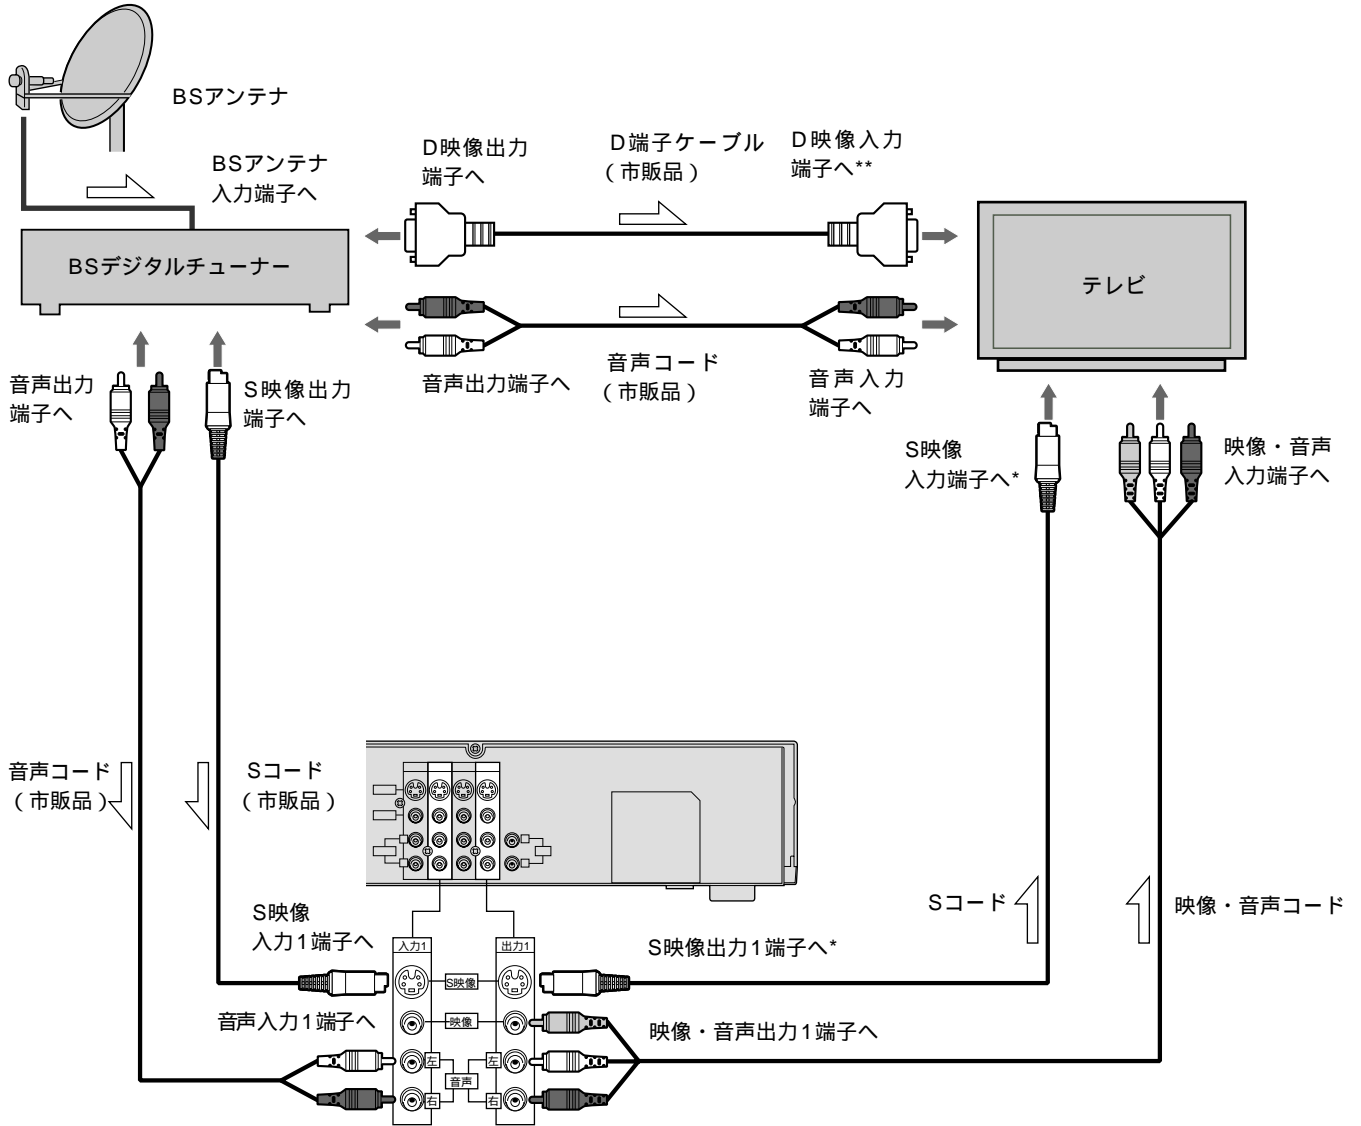 BSアンテナ
BSアンテナ
入力端子へ
D映像出力
端子へ
D端子ケーブル
（市販品）
D映像入力
端子へ**
BSデジタルチューナー
テレビ
音声出力
端子へ
S映像出力
端子へ
音声出力端子へ
音声コード
（市販品）
音声入力
端子へ
S映像
入力端子へ*
映像・音声
入力端子へ
音声コード
（市販品）
Sコード
（市販品）
Sコード
映像・音声コード
S映像
入力1端子へ
入力1
出力1
S映像出力1端子へ*
S映像
音声入力1端子へ
映像
映像・音声出力1端子へ
左
左
音声
右
右